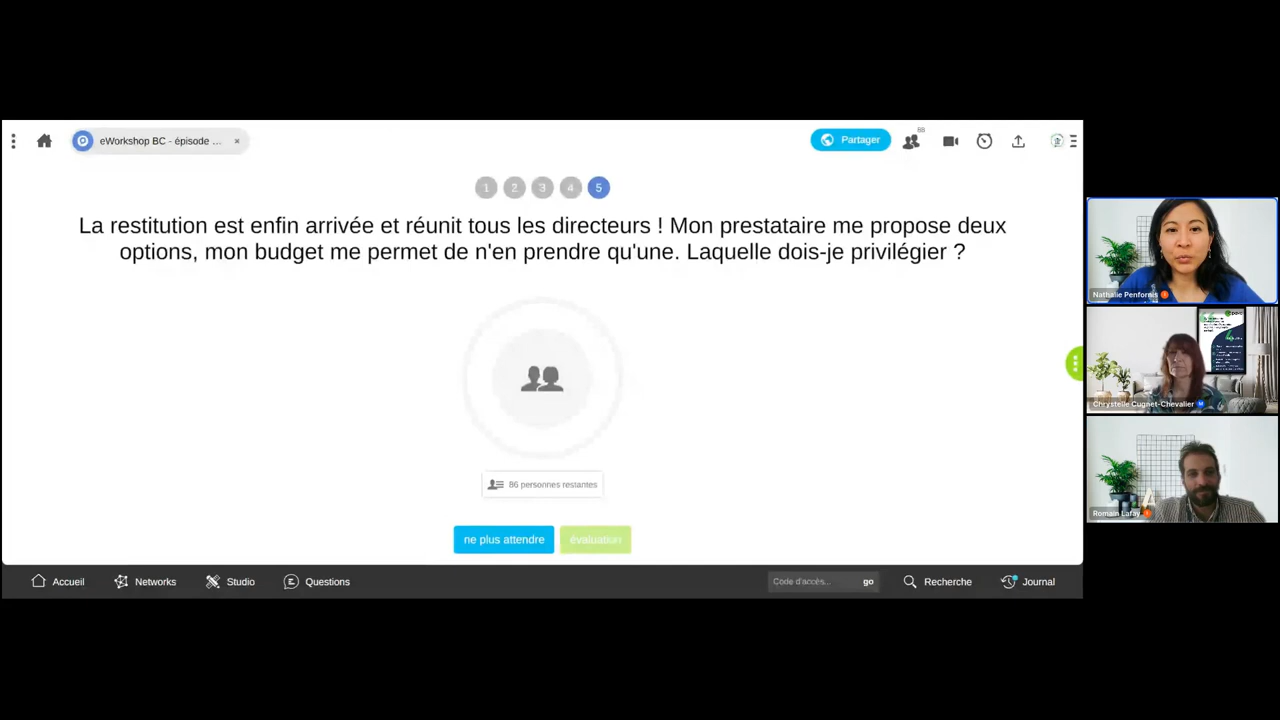 eWorkshop BC - épisode ...
Partager
1 2 3 4 5
La restitution est enfin arrivée et réunit tous les directeurs ! Mon prestataire me propose deux
options, mon budget me permet de n'en prendre qu'une. Laquelle dois-je privilégier ?
86 personnes restantes
ne plus attendre
évaluation
Accueil
Networks
Studio
Questions
Code d'accès...
go
Recherche
Journal
Nathalie Penforais
Chrystelle Cugnet-Chevalier
Romain Lafay